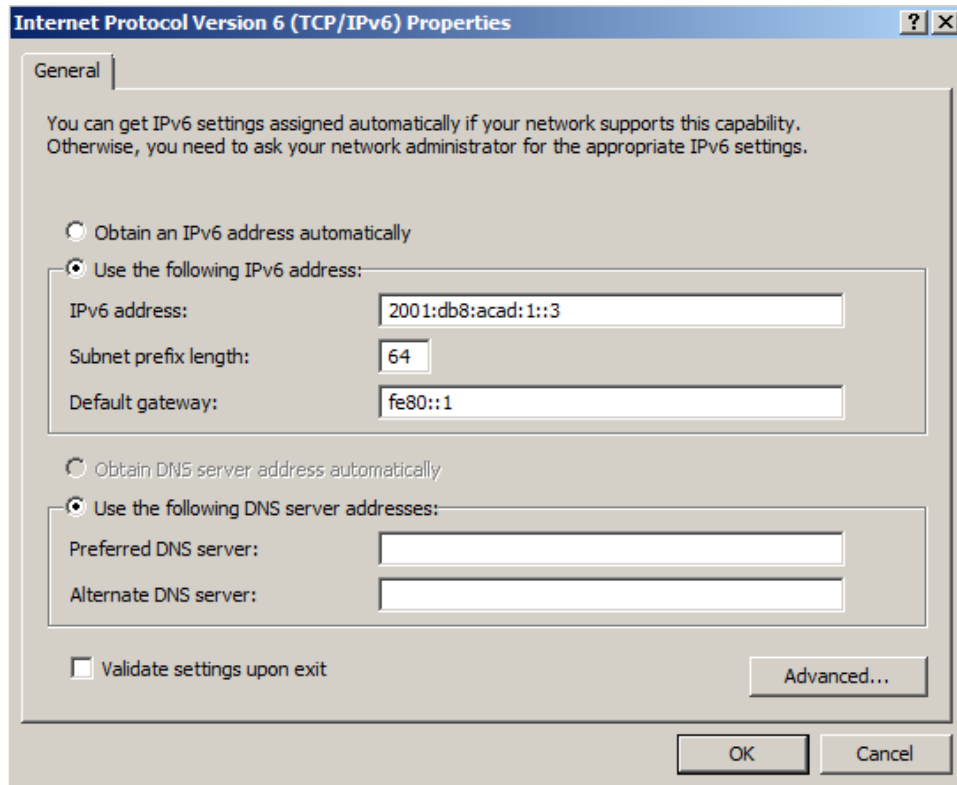 Internet Protocol Version 6 (TCP/IPv6) Properties
General
You can get IPv6 settings assigned automatically if your network supports this capability.
Otherwise, you need to ask your network administrator for the appropriate IPv6 settings.
Obtain an IPv6 address automatically
Use the following IPv6 address:
IPv6 address: 2001:db8:acad:1::3
Subnet prefix length: 64
Default gateway: fe80::1
Obtain DNS server address automatically
Use the following DNS server addresses:
Preferred DNS server:
Alternate DNS server:
Validate settings upon exit
Advanced...
OK Cancel